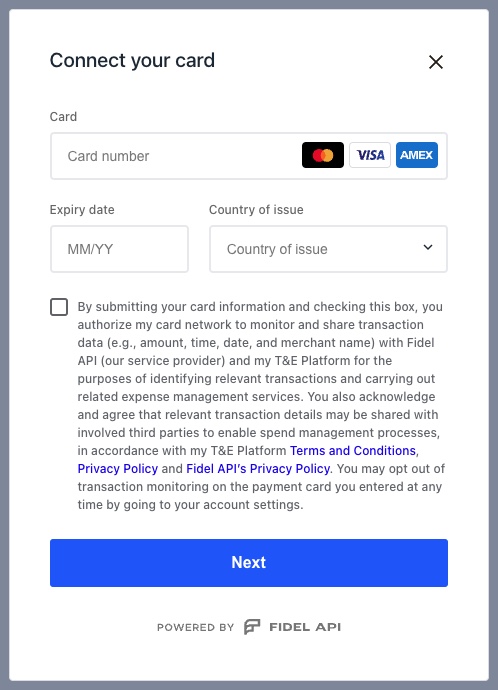 Connect your card
Card
Card number
VISA
AMEX
Expiry date
Country of issue
MM/YY
Country of issue
By submitting your card information and checking this box, you
authorize my card network to monitor and share transaction
data (e.g., amount, time, date, and merchant name) with Fidel
API (our service provider) and my T&E Platform for the
purposes of identifying relevant transactions and carrying out
related expense management services. You also acknowledge
and agree that relevant transaction details may be shared with
involved third parties to enable spend management processes,
in accordance with my T&E Platform Terms and Conditions,
Privacy Policy and Fidel API’s Privacy Policy. You may opt out of
transaction monitoring on the payment card you entered at any
time by going to your account settings.
Next
POWERED BY FIDEL API